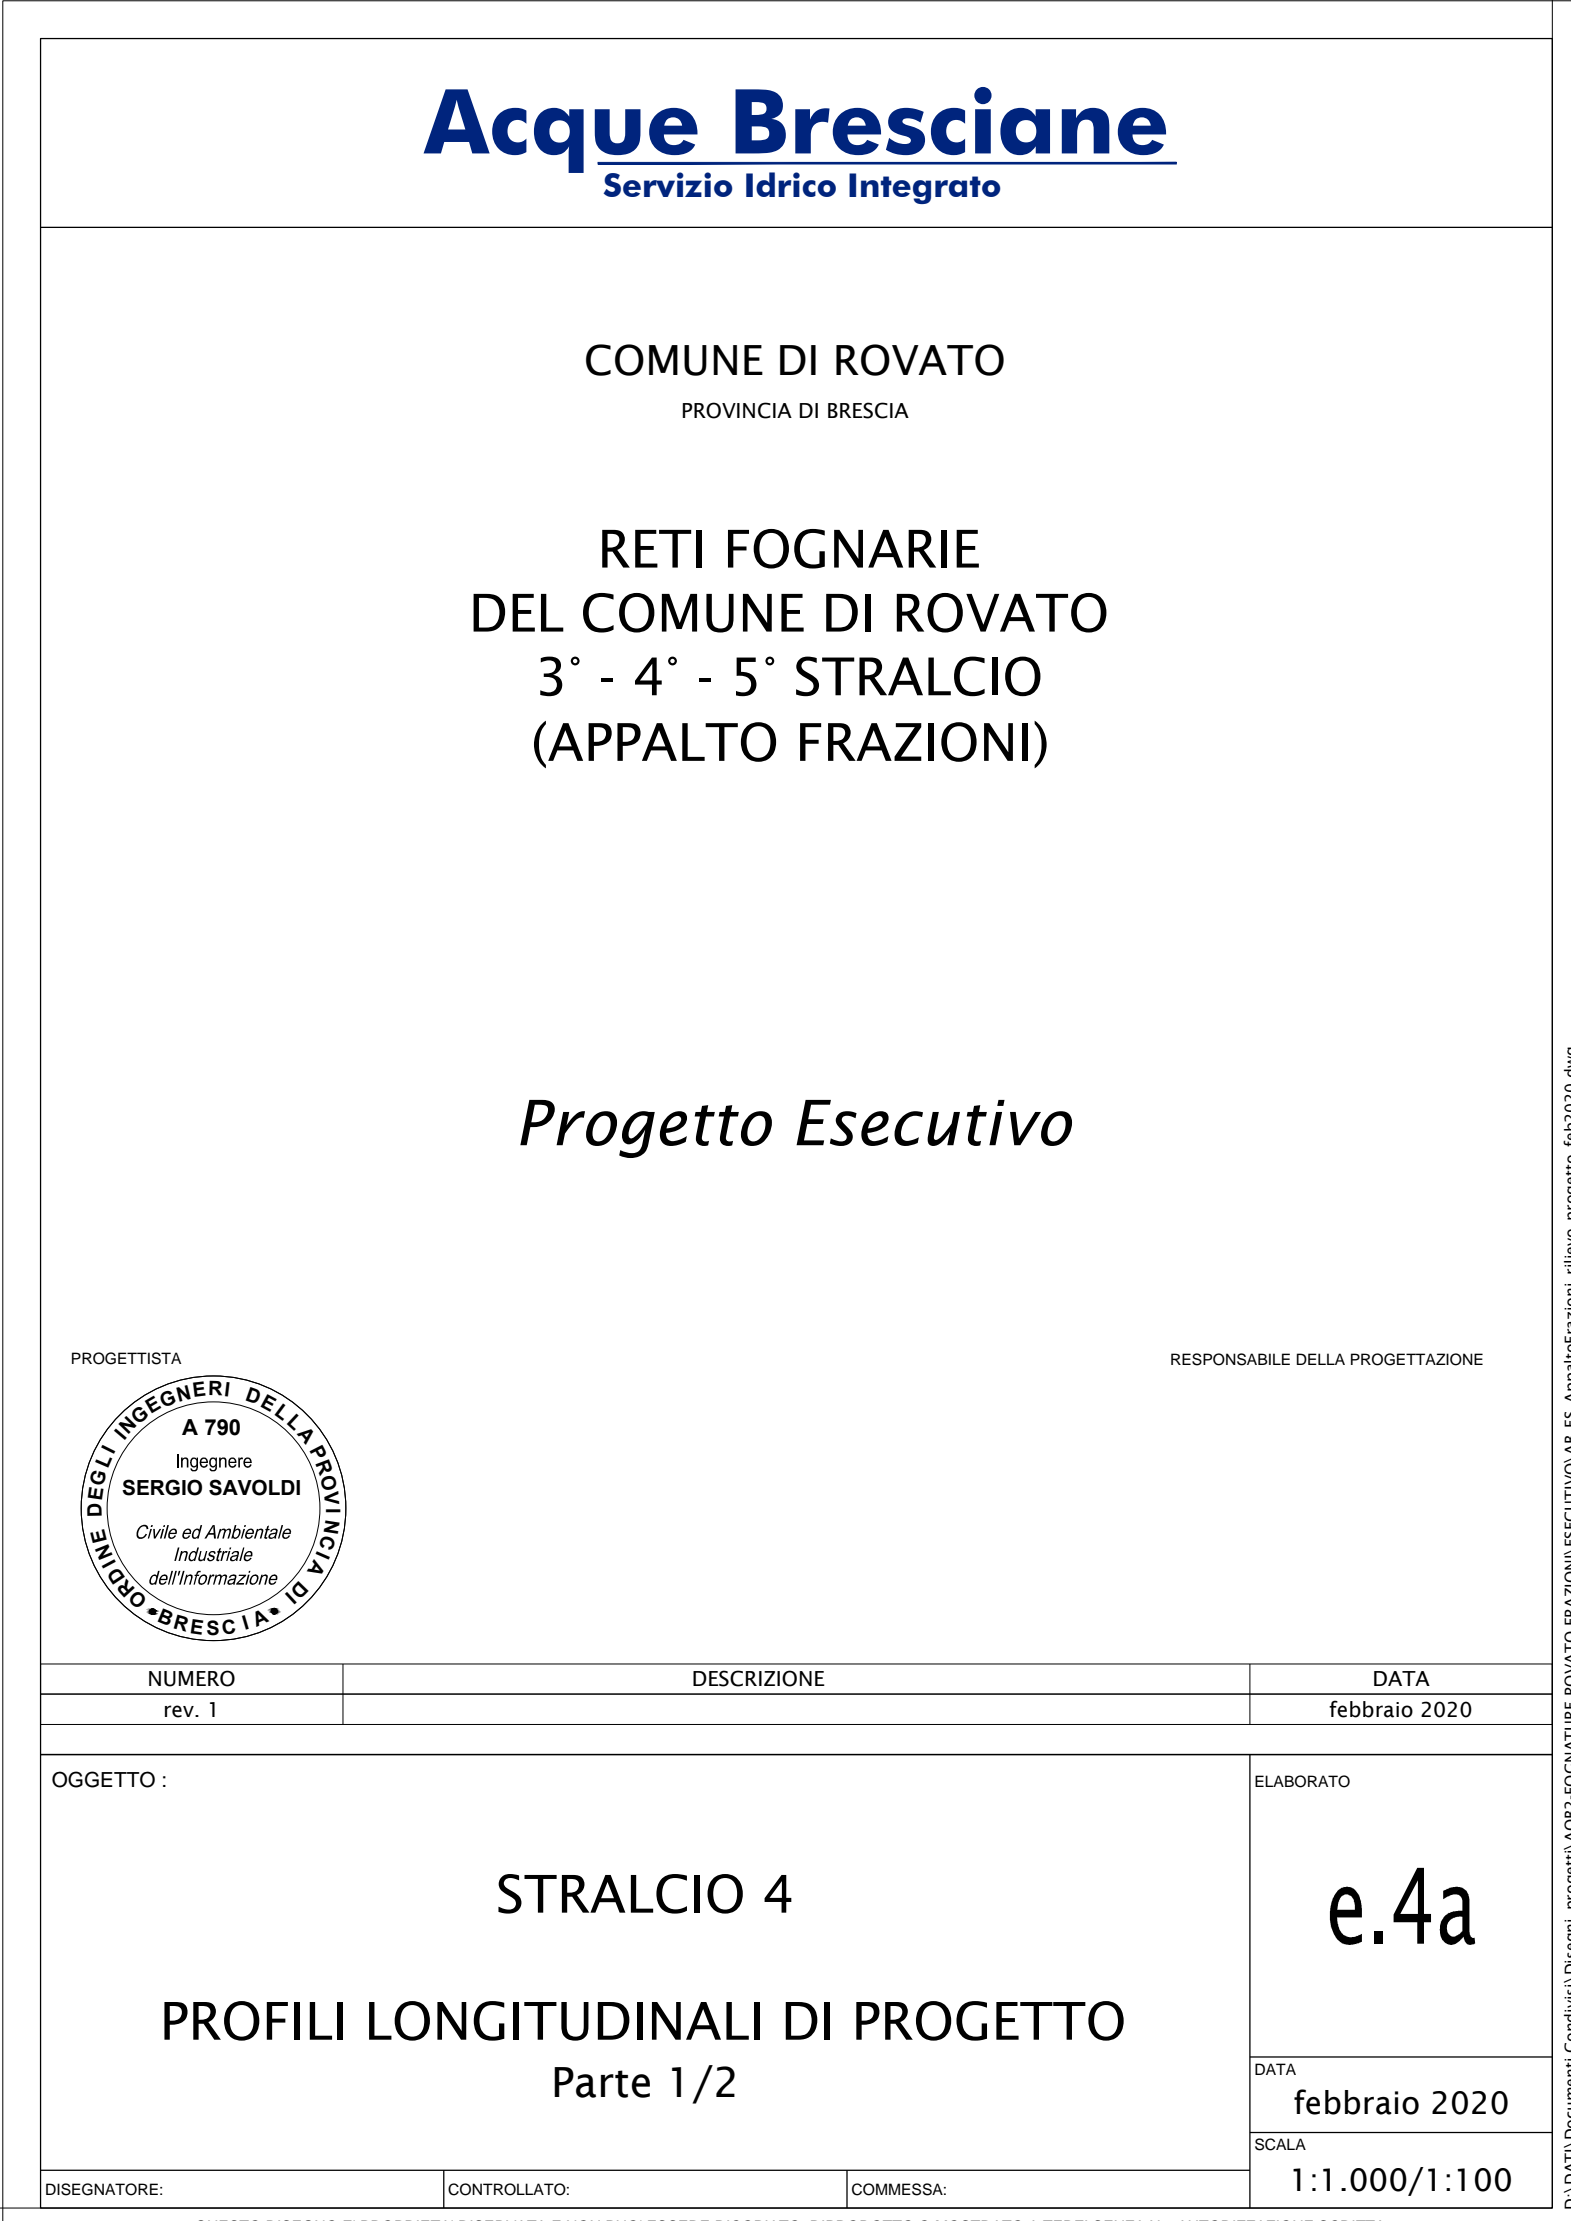 Acque Bresciane
Servizio Idrico Integrato
COMUNE DI ROVATO
PROVINCIA DI BRESCIA
RETI FOGNARIE
DEL COMUNE DI ROVATO
3° - 4° - 5° STRALCIO
(APPALTO FRAZIONI)
Progetto Esecutivo
PROGETTISTA
RESPONSABILE DELLA PROGETTAZIONE
ORDINE DEGLI INGEGNERI DELLA PROVINCIA DI
BRESCIA
A 790
Ingegnere
SERGIO SAVOLDI
Civile ed Ambientale
Industriale
dell'Informazione
NUMERO DESCRIZIONE DATA
rev. 1 febbraio 2020
OGGETTO :
ELABORATO
STRALCIO 4
e.4a
PROFILI LONGITUDINALI DI PROGETTO
Parte 1/2
DATA
febbraio 2020
SCALA
1:1.000/1:100
DISEGNATORE: CONTROLLATO: COMMESSA: